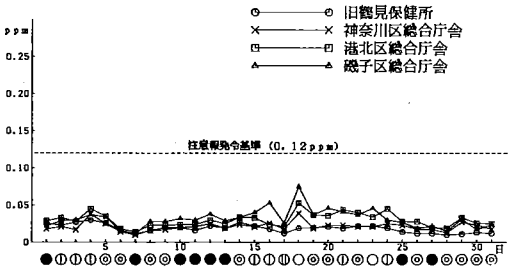 旧鶴見保健所
神奈川区総合庁舎
港北区総合庁舎
磯子区総合庁舎
ppm
0.25
0.20
0.15
注意報発令基準 (0.12ppm)
0.10
0.05
0
1 5 10 15 20 25 30 日